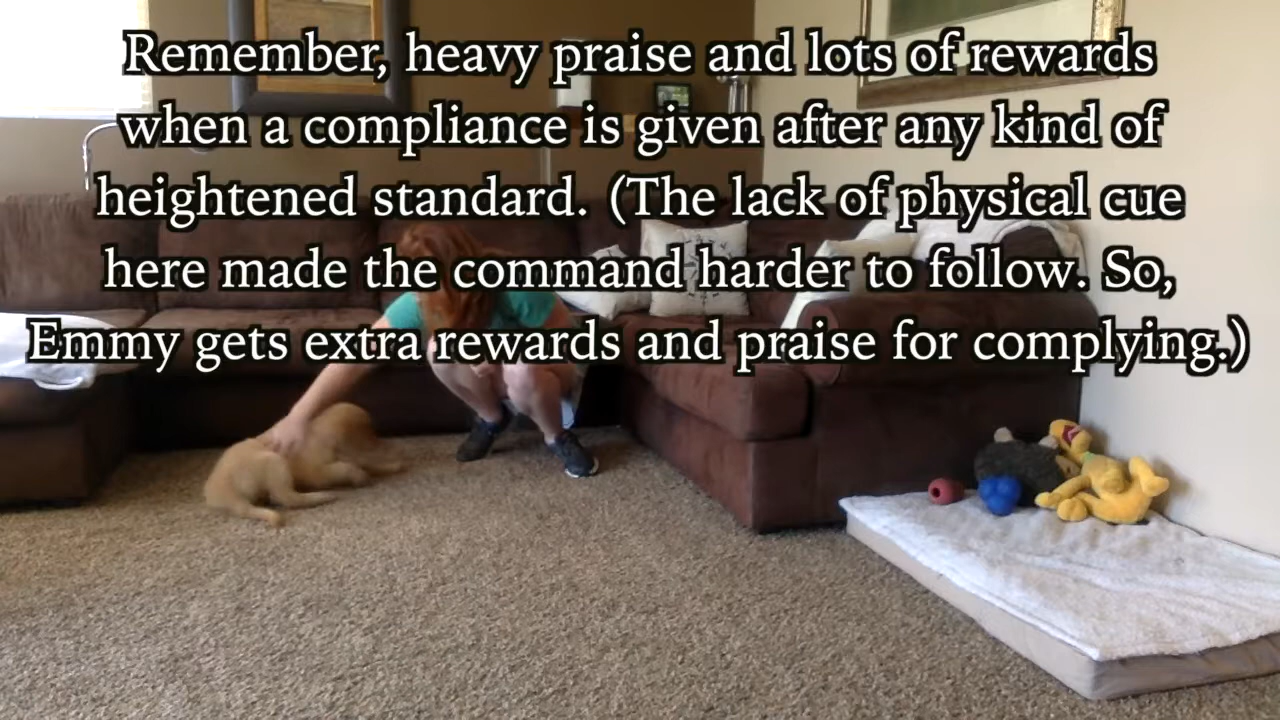 Remember, heavy praise and lots of rewards
when a compliance is given after any kind of
heightened standard. (The lack of physical cue
here made the command harder to follow. So,
Emmy gets extra rewards and praise for complying.)